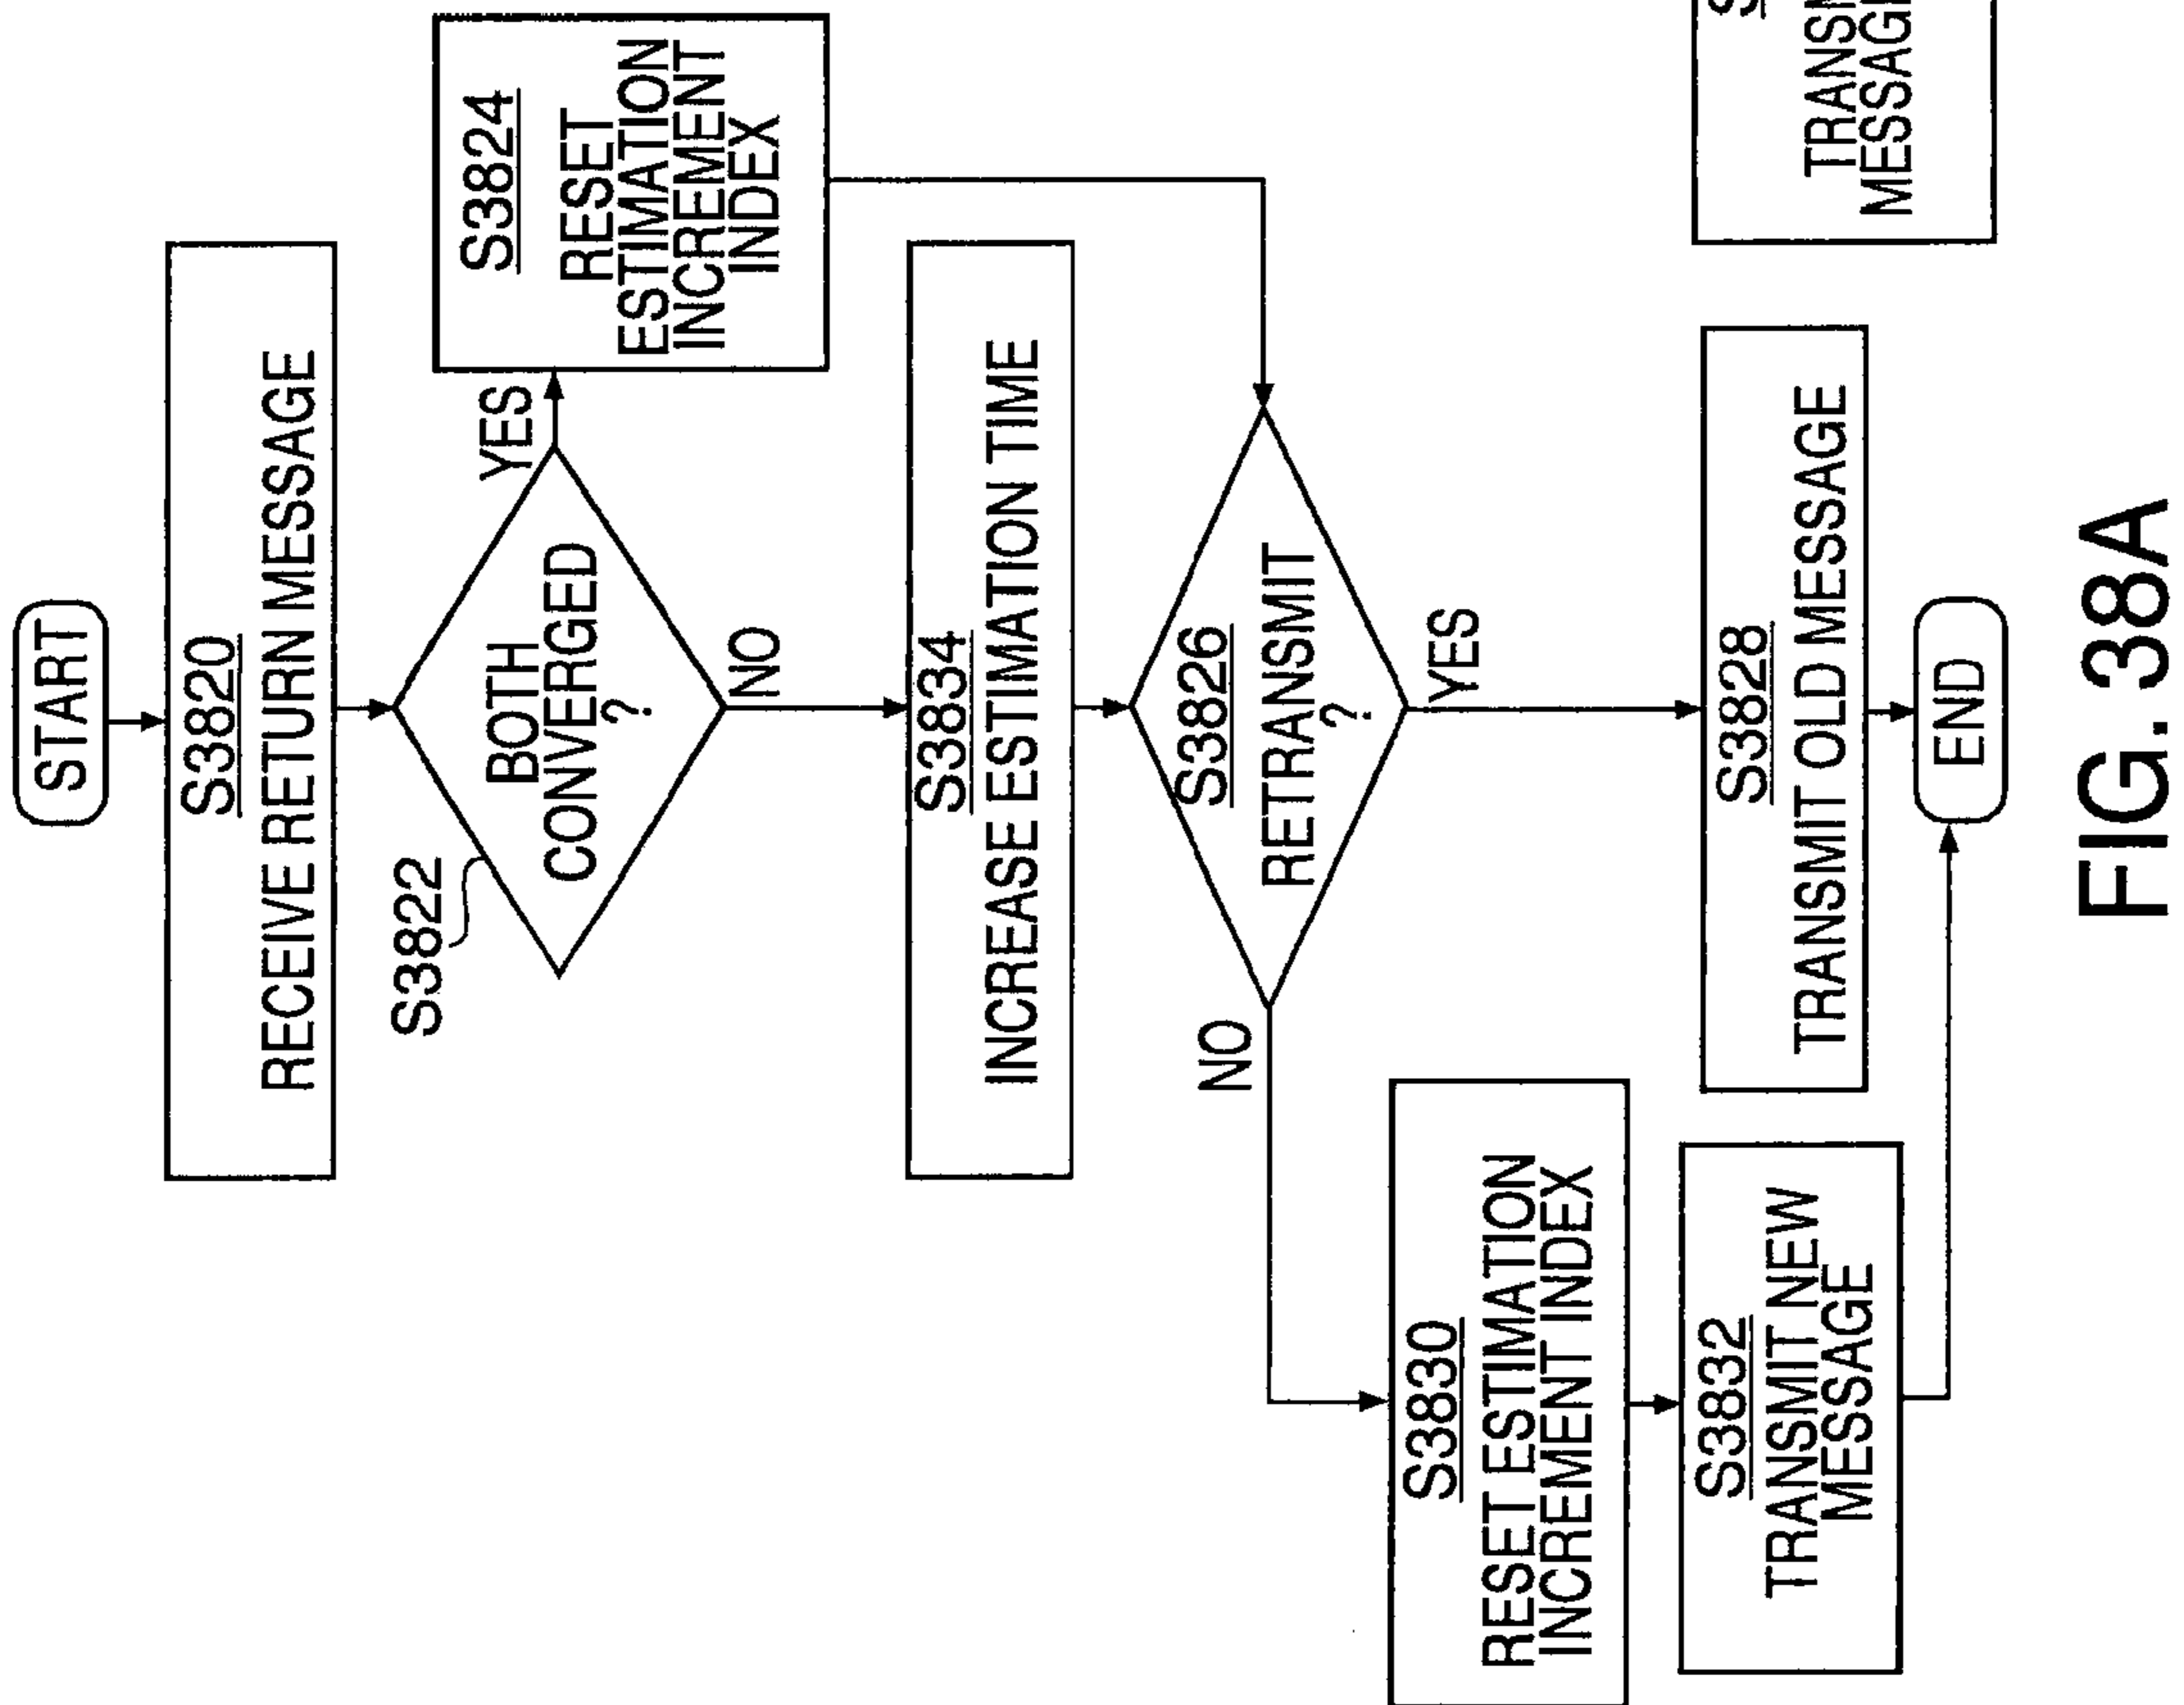 START
S3820
RECEIVE RETURN MESSAGE
S3822
BOTH
CONVERGED
?
YES
S3824
RESET
ESTIMATION
INCREMENT
INDEX
NO
S3834
INCREASE ESTIMATION TIME
S3826
RETRANSMIT
?
NO
YES
S3830
RESET ESTIMATION
INCREMENT INDEX
S3832
TRANSMIT NEW
MESSAGE
S3828
TRANSMIT OLD MESSAGE
END
FIG. 38A